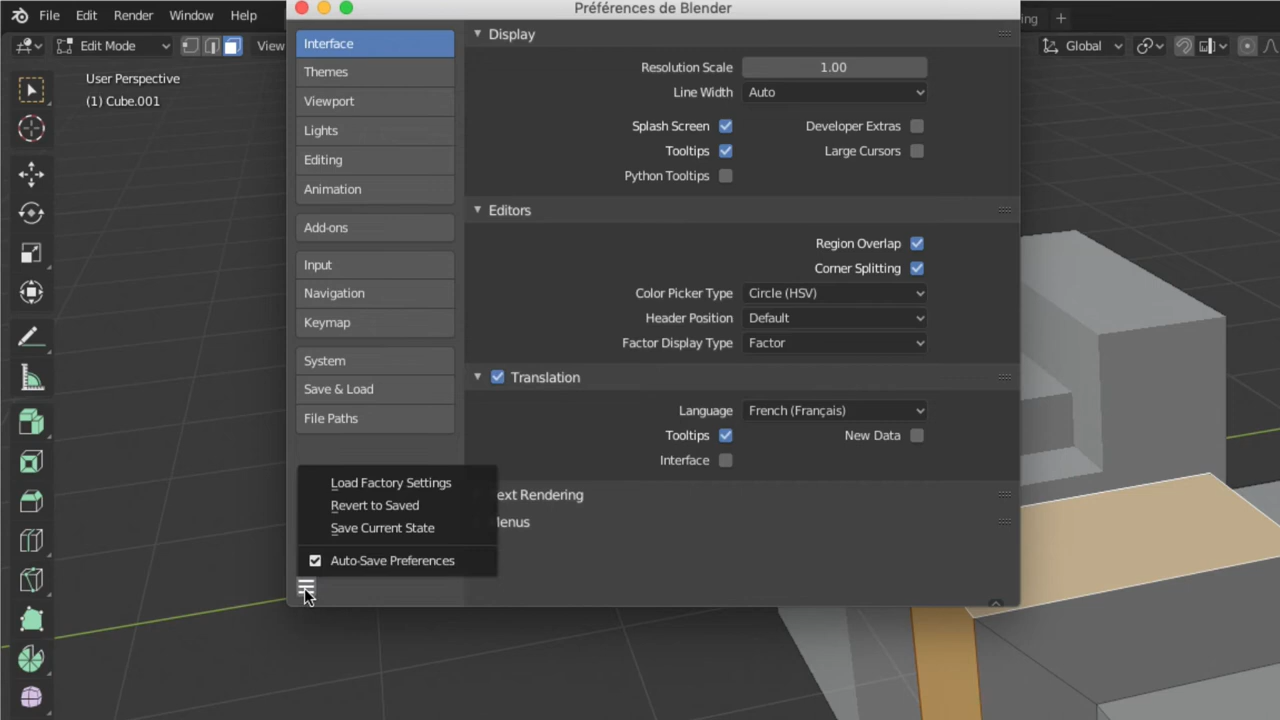 Préférences de Blender
File Edit Render Window Help
ing
Edit Mode
View
Global
User Perspective
(1) Cube.001
Interface
Themes
Viewport
Lights
Editing
Animation
Add-ons
Input
Navigation
Keymap
System
Save & Load
File Paths
Load Factory Settings
Revert to Saved
Save Current State
Auto-Save Preferences
Display
Resolution Scale 1.00
Line Width Auto
Splash Screen Developer Extras
Tooltips Large Cursors
Python Tooltips
Editors
Region Overlap
Corner Splitting
Color Picker Type Circle (HSV)
Header Position Default
Factor Display Type Factor
Translation
Language French (Français)
Tooltips New Data
Interface
ext Rendering
enus